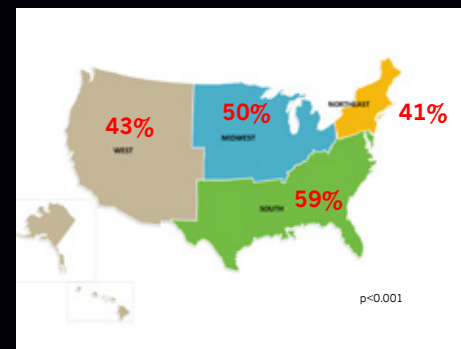 NORTHEAST
50%
41%
43%
MIDWEST
WEST
59%
SOUTH
p<0.001